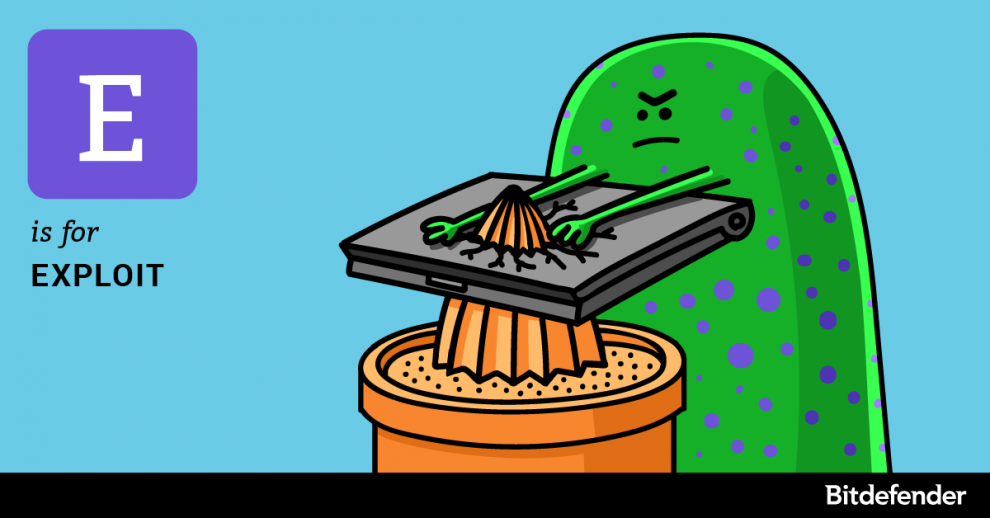 E
is for
EXPLOIT
Bitdefender